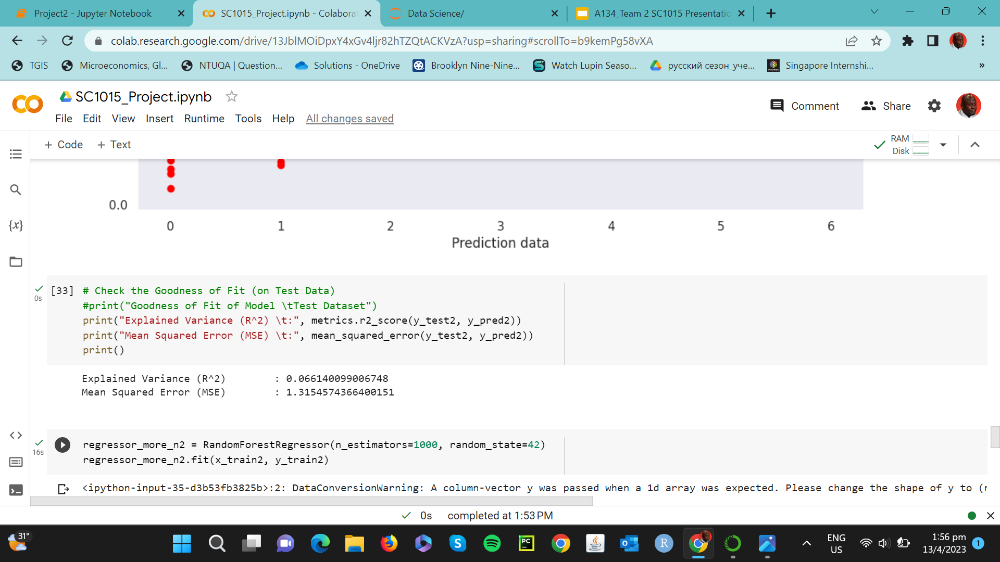 Project2 - Jupyter Notebook
SC1015_Project.ipynb - Colaborat
Data Science/
A134_Team 2 SC1015 Presentatio
colab.research.google.com/drive/13JblMOiDpxY4xGv4ljr82hTZQtACKVzA?usp=sharing#scrollTo=b9kemPg58vXA
TGIS
Microeconomics, Gl...
NTUQA | Question...
Solutions - OneDrive
Brooklyn Nine-Nine...
Watch Lupin Seaso...
русский сезон_уче...
Singapore Internshi...
»
CO
SC1015_Project.ipynb
Comment
Share
File Edit View Insert Runtime Tools Help All changes saved
+ Code + Text
RAM
Disk
{x}
0.0
0 1 2 3 4 5 6
Prediction data
0s
[33] # Check the Goodness of Fit (on Test Data)
#print("Goodness of Fit of Model \tTest Dataset")
print("Explained Variance (R^2) \t:", metrics.r2_score(y_test2, y_pred2))
print("Mean Squared Error (MSE) \t:", mean_squared_error(y_test2, y_pred2))
print()
Explained Variance (R^2) : 0.066140099006748
Mean Squared Error (MSE) : 1.3154574366400151
16s
regressor_more_n2 = RandomForestRegressor(n_estimators=1000, random_state=42)
regressor_more_n2.fit(x_train2, y_train2)
<ipython-input-35-d3b53fb3825b>:2: DataConversionWarning: A column-vector y was passed when a 1d array was expected. Please change the shape of y to (
0s completed at 1:53 PM
31°
PC
R
ENG
US
1:56 pm
13/4/2023
1